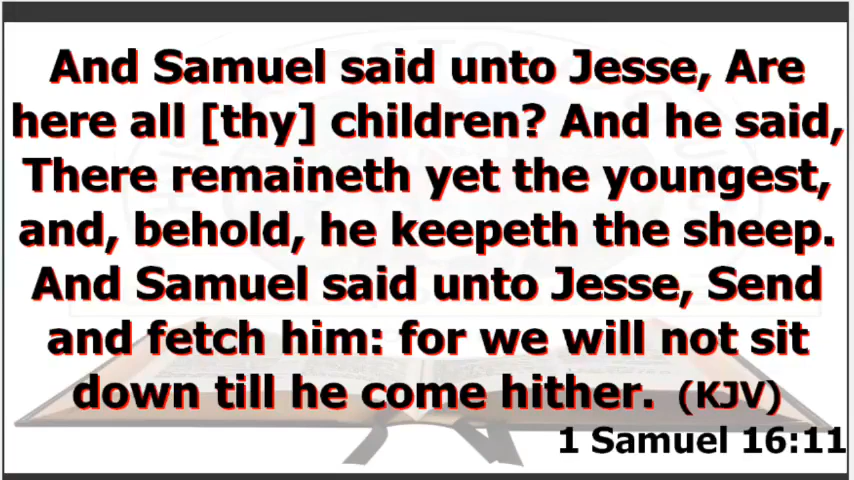 And Samuel said unto Jesse, Are
here all [thy] children? And he said,
There remaineth yet the youngest,
and, behold, he keepeth the sheep.
And Samuel said unto Jesse, Send
and fetch him: for we will not sit
down till he come hither. (KJV)
1 Samuel 16:11